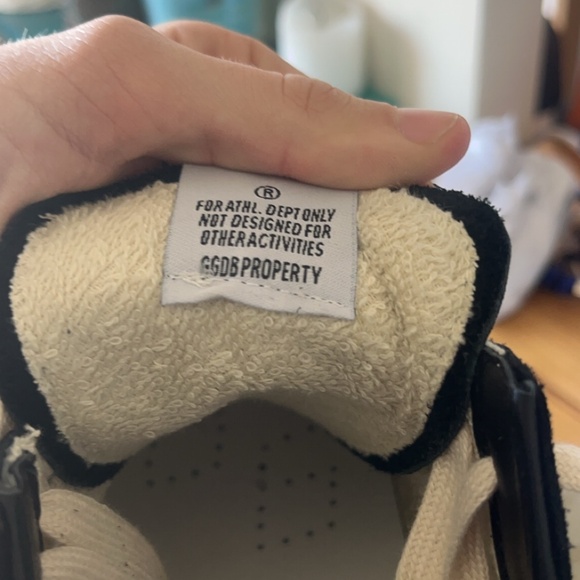 ®
FOR ATHL. DEPT ONLY
NOT DESIGNED FOR
OTHER ACTIVITIES
GGDB PROPERTY